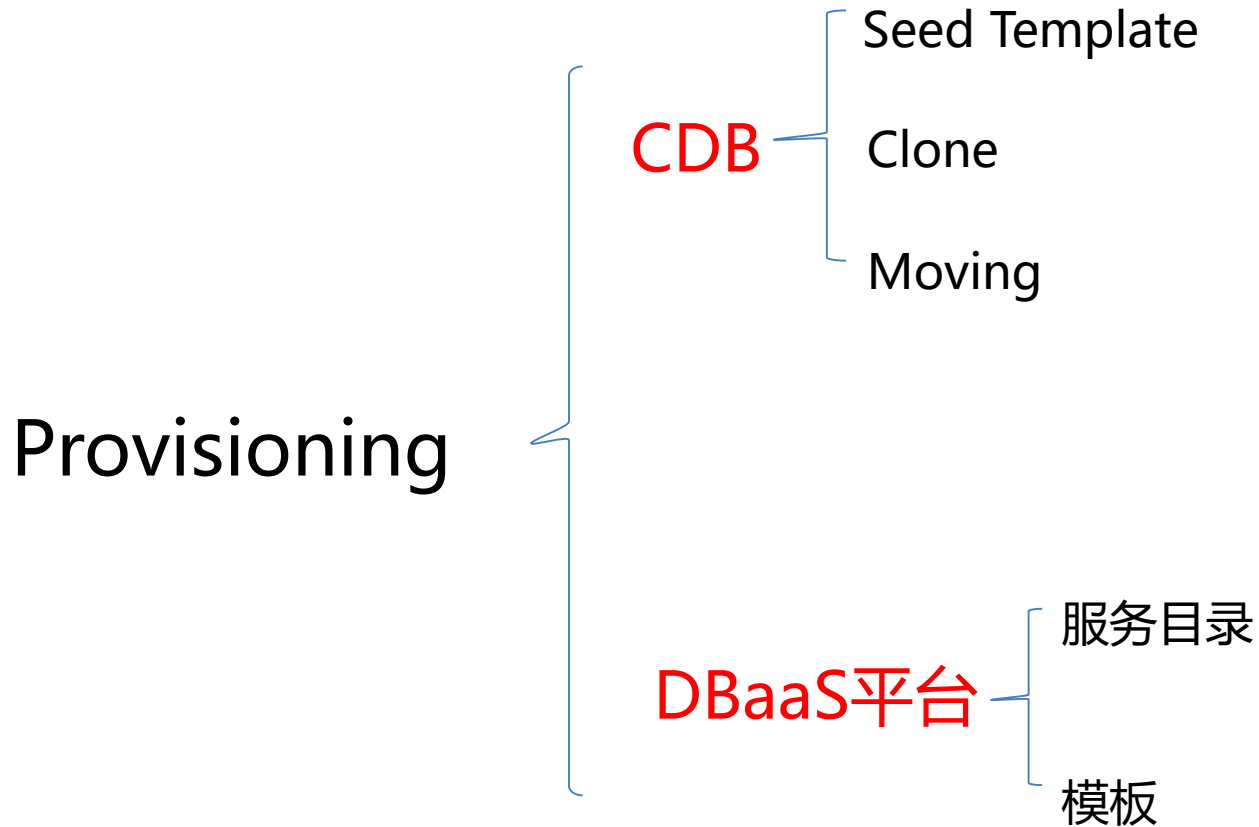 Provisioning
CDB
Seed Template
Clone
Moving
DBaaS平台
服务目录
模板